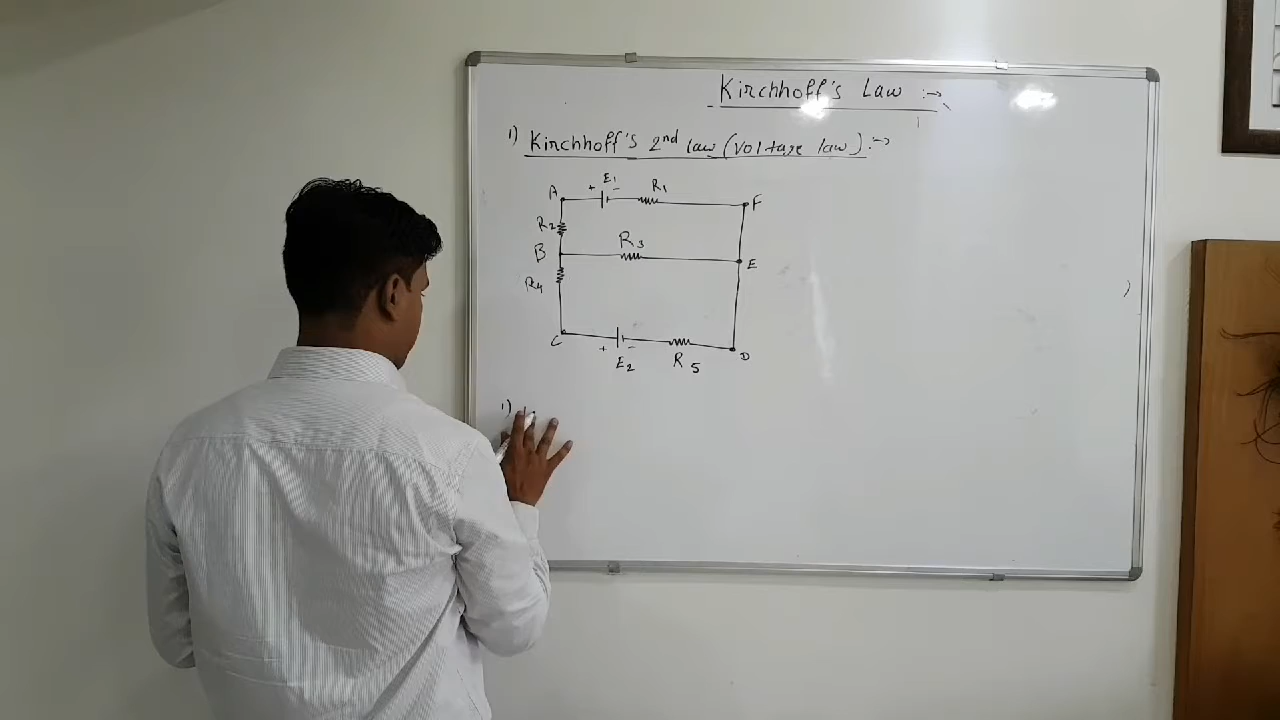 Kirchhoff's Law :→
1) Kirchhoff's 2nd law (voltage law) :→
E1
+ -
A R1 F
R2
R3
B E
R4
C D
+ -
E2 R5
1)